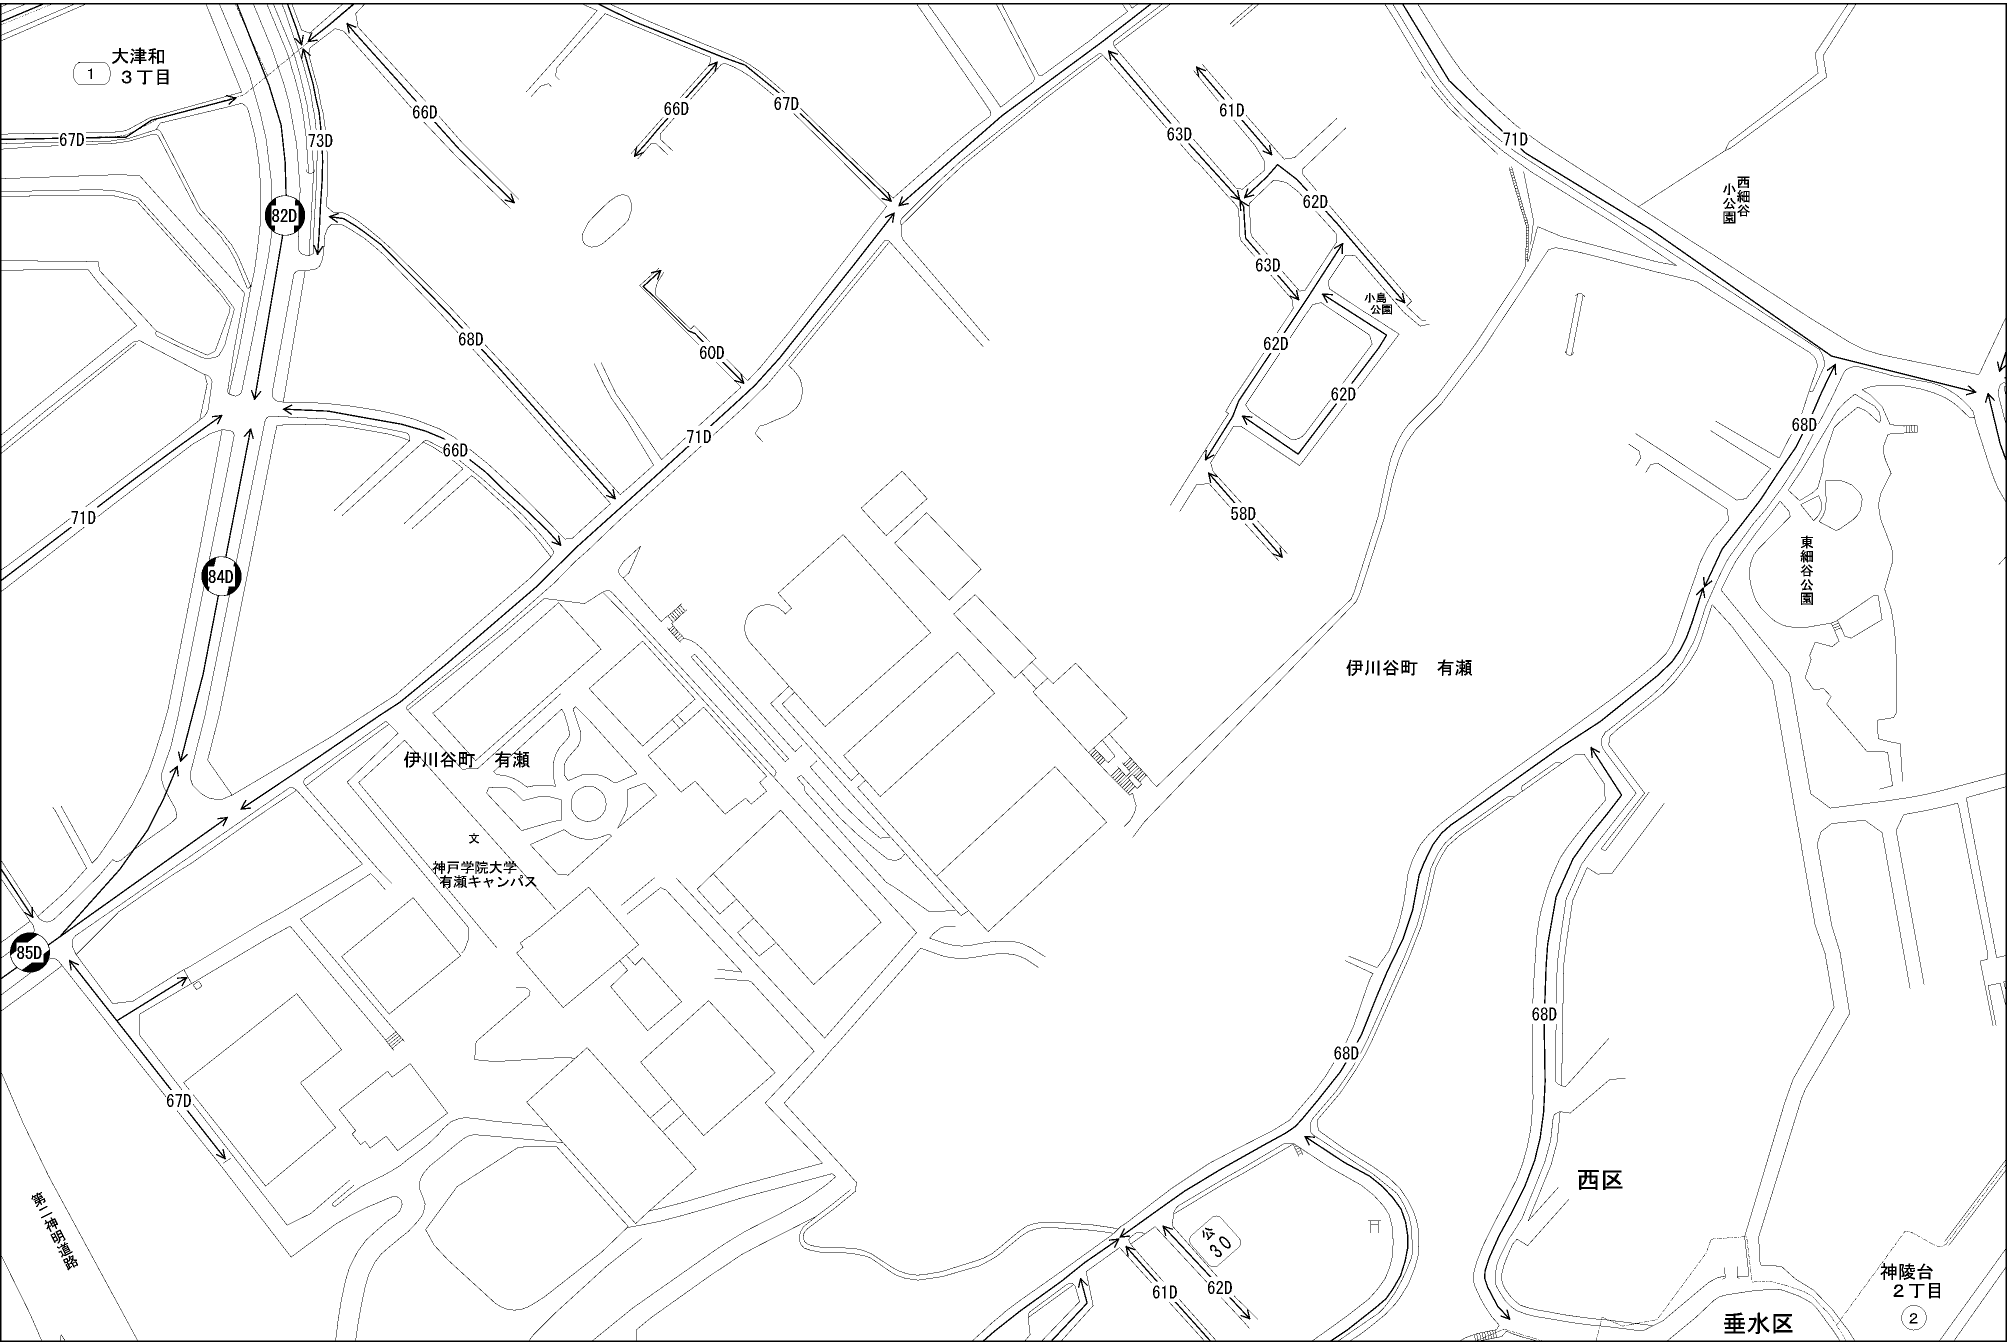 大津和
1
3丁目
66D
66D
67D
61D
63D
71D
67D
73D
西細谷
小公園
82D
62D
63D
小島
公園
68D
60D
62D
62D
71D
66D
68D
71D
58D
84D
東細谷公園
伊川谷町 有瀬
伊川谷町 有瀬
文
神戸学院大学
有瀬キャンパス
85D
68D
68D
67D
西区
第二神明道路
公
30
61D
62D
神陵台
2丁目
2
垂水区